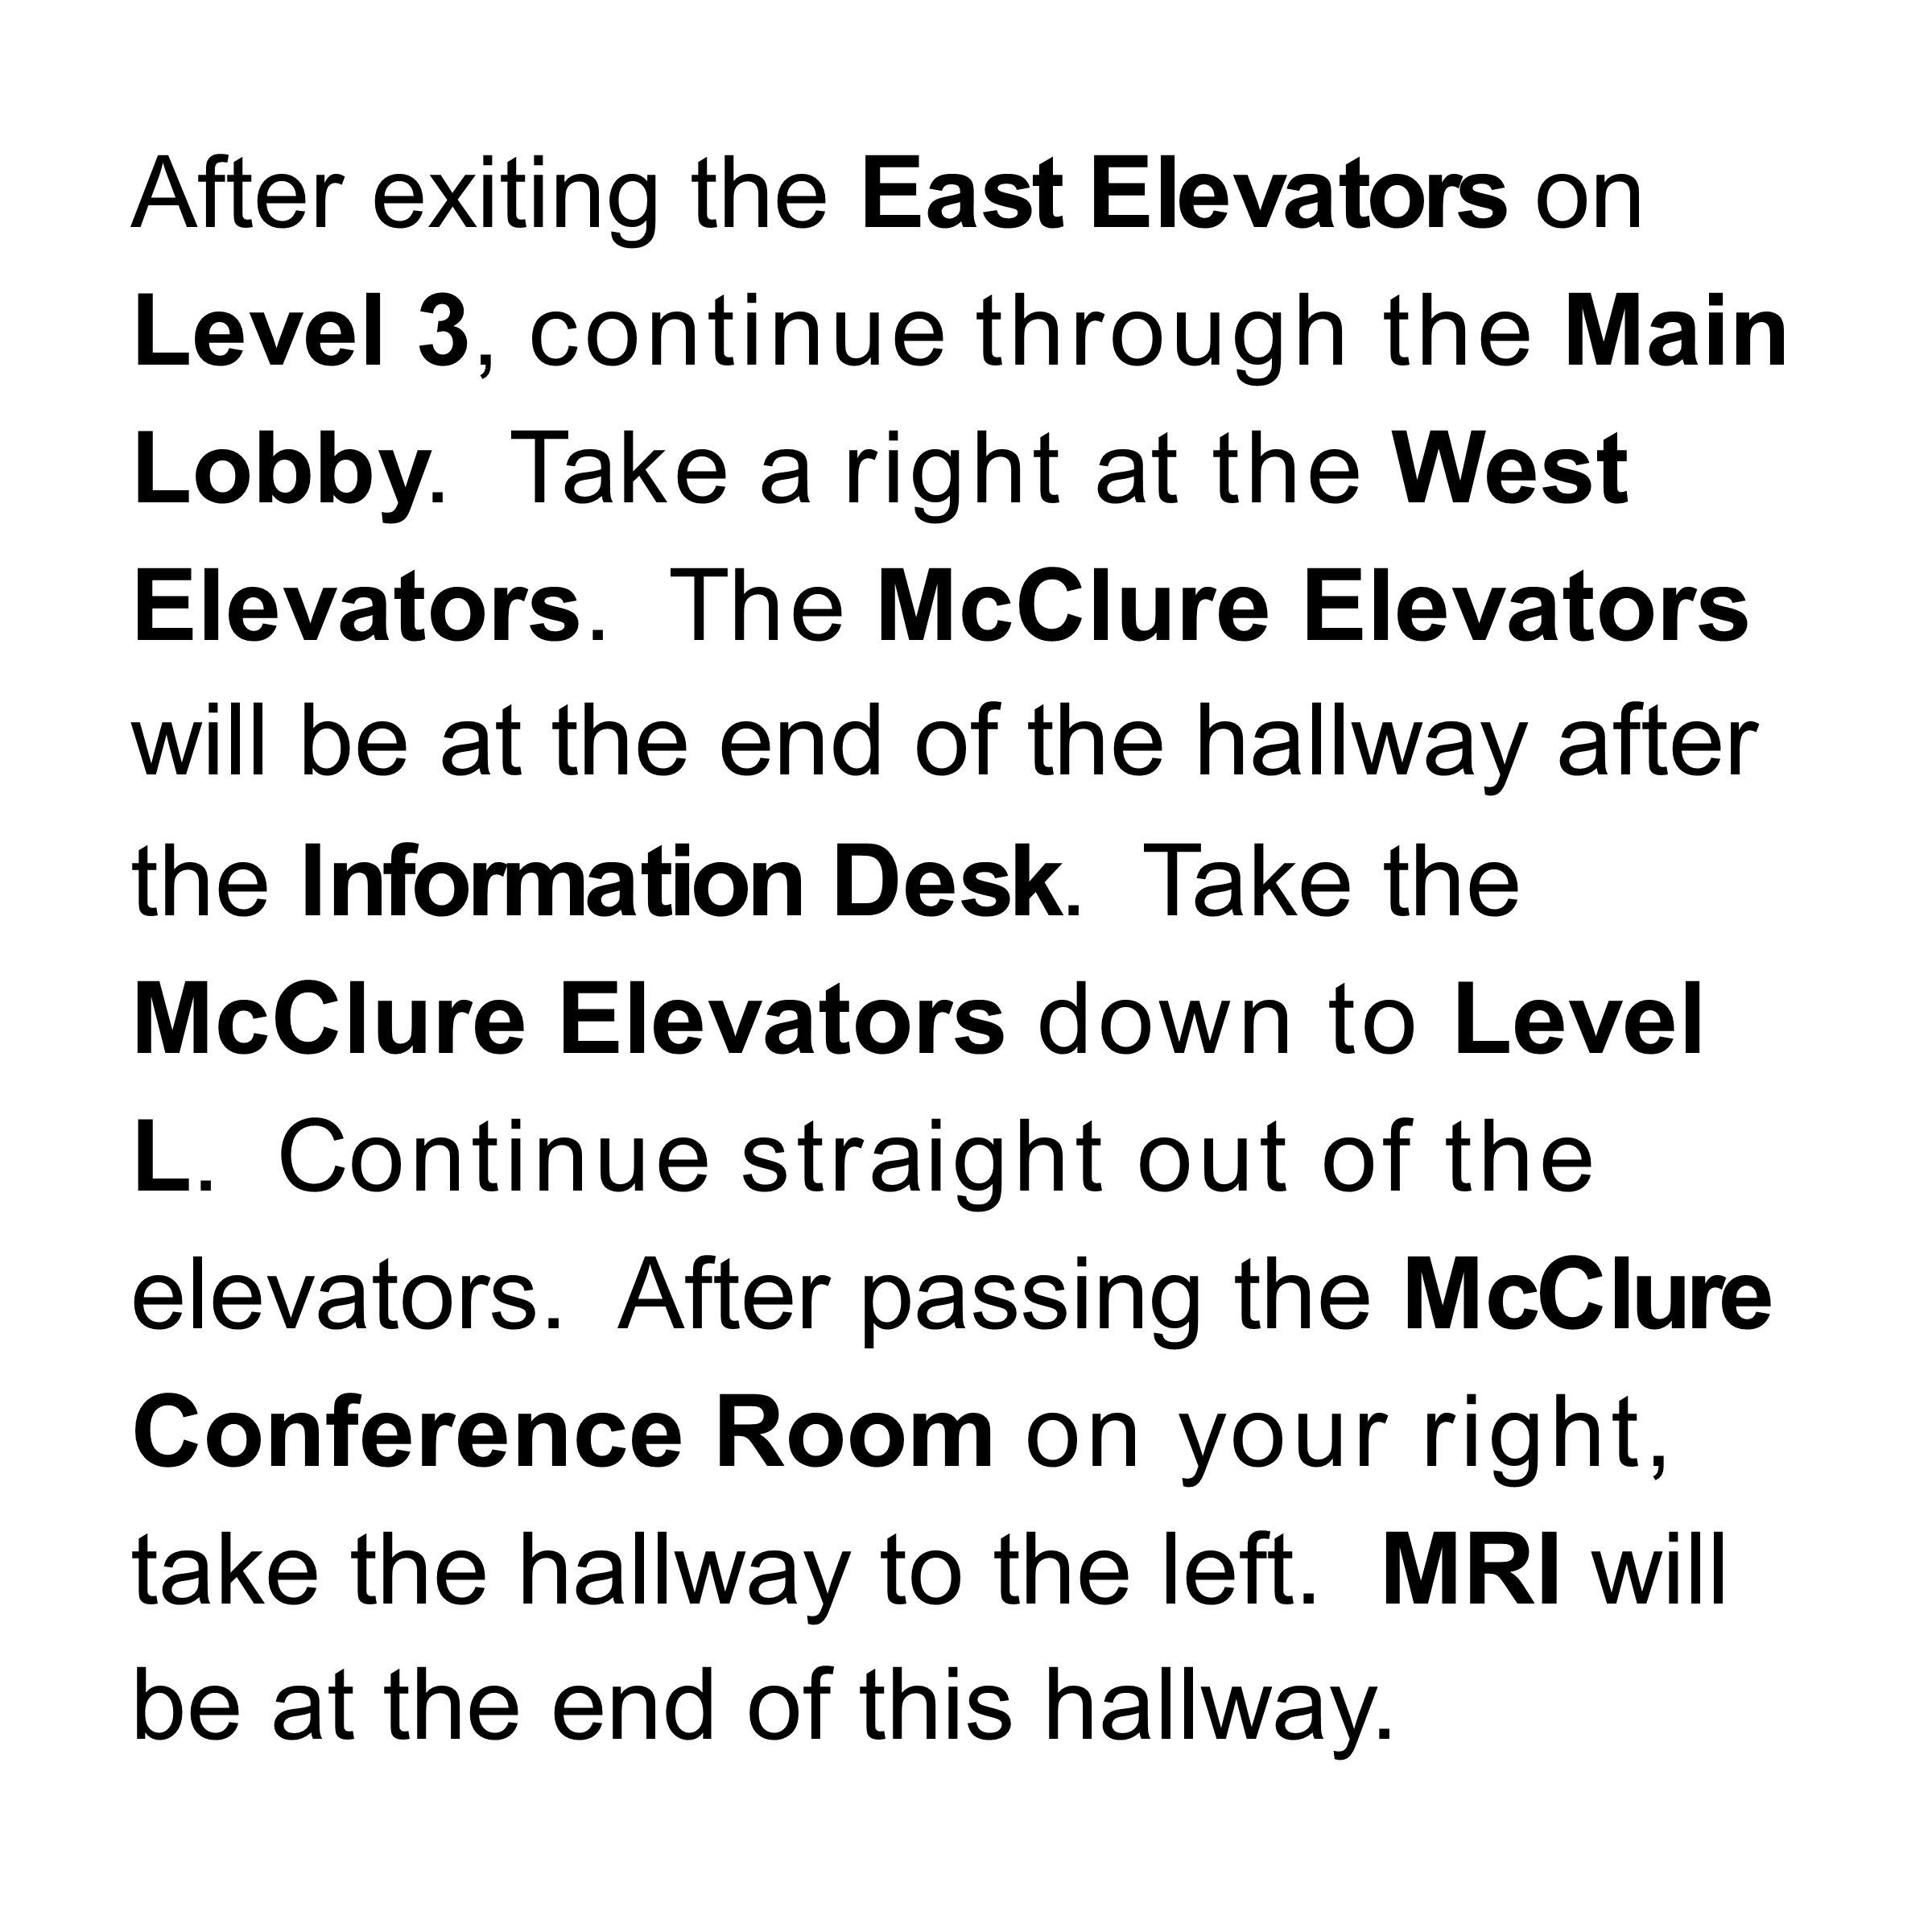 After exiting the East Elevators on
Level 3, continue through the Main
Lobby.  Take a right at the West
Elevators.  The McClure Elevators
will be at the end of the hallway after
the Information Desk.  Take the
McClure Elevators down to Level
L.  Continue straight out of the
elevators.  After passing the McClure
Conference Room on your right,
take the hallway to the left.  MRI will
be at the end of this hallway.